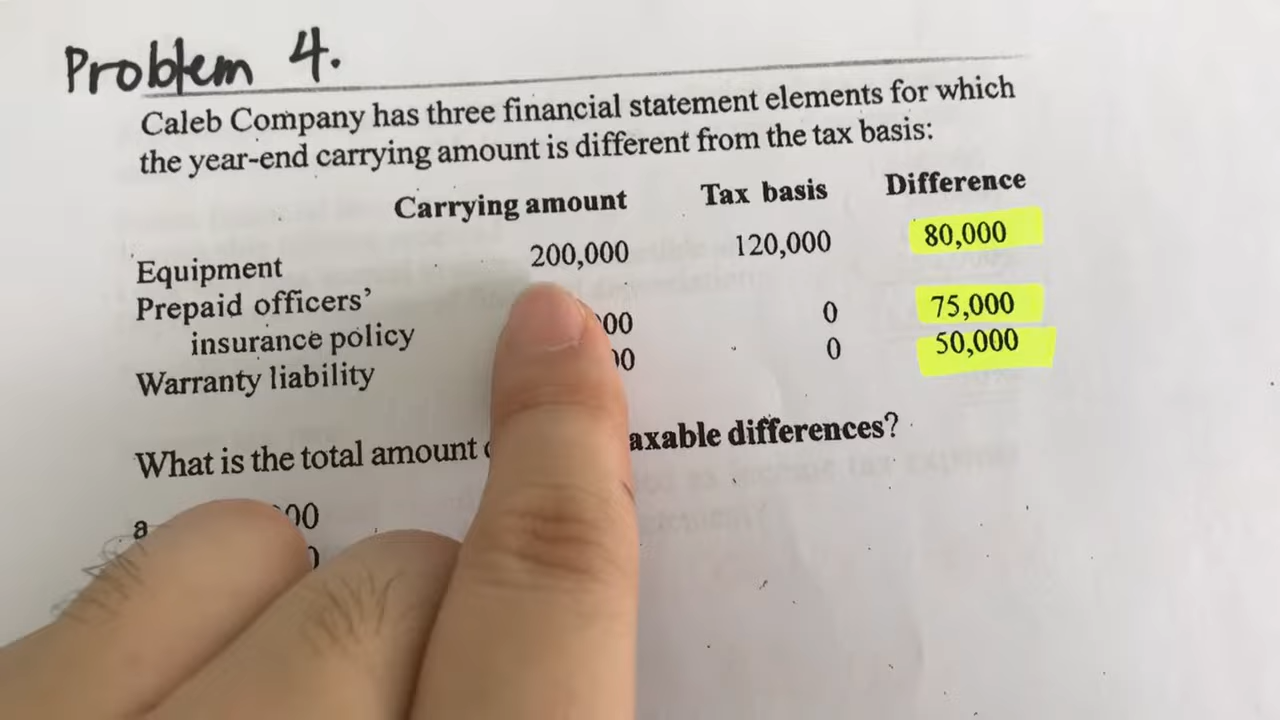 Problem 4.
Caleb Company has three financial statement elements for which
the year-end carrying amount is different from the tax basis:
Carrying amount Tax basis Difference
Equipment 200,000 120,000 80,000
Prepaid officers'
insurance policy 0 75,000
Warranty liability 0 50,000
What is the total amount differences?
a